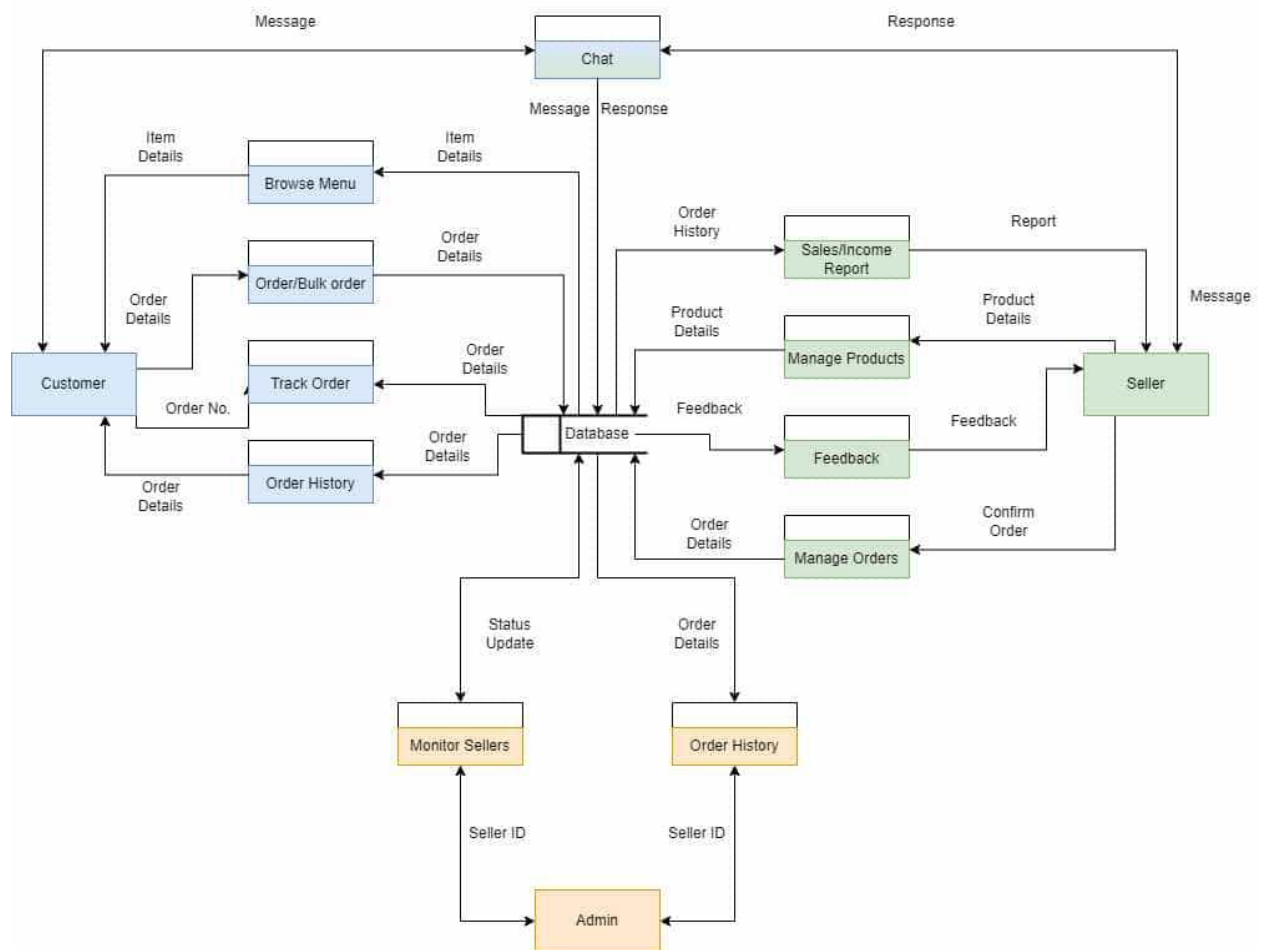 Message
Response
Chat
Message
Response
Item
Details
Item
Details
Browse Menu
Order
History
Report
Sales/Income
Report
Order
Details
Order/Bulk order
Order
Details
Product
Details
Product
Details
Message
Manage Products
Customer
Order
Details
Track Order
Seller
Order No.
Database
Feedback
Feedback
Feedback
Order
Details
Order History
Order
Details
Order
Details
Confirm
Order
Manage Orders
Status
Update
Order
Details
Monitor Sellers
Order History
Seller ID
Seller ID
Admin